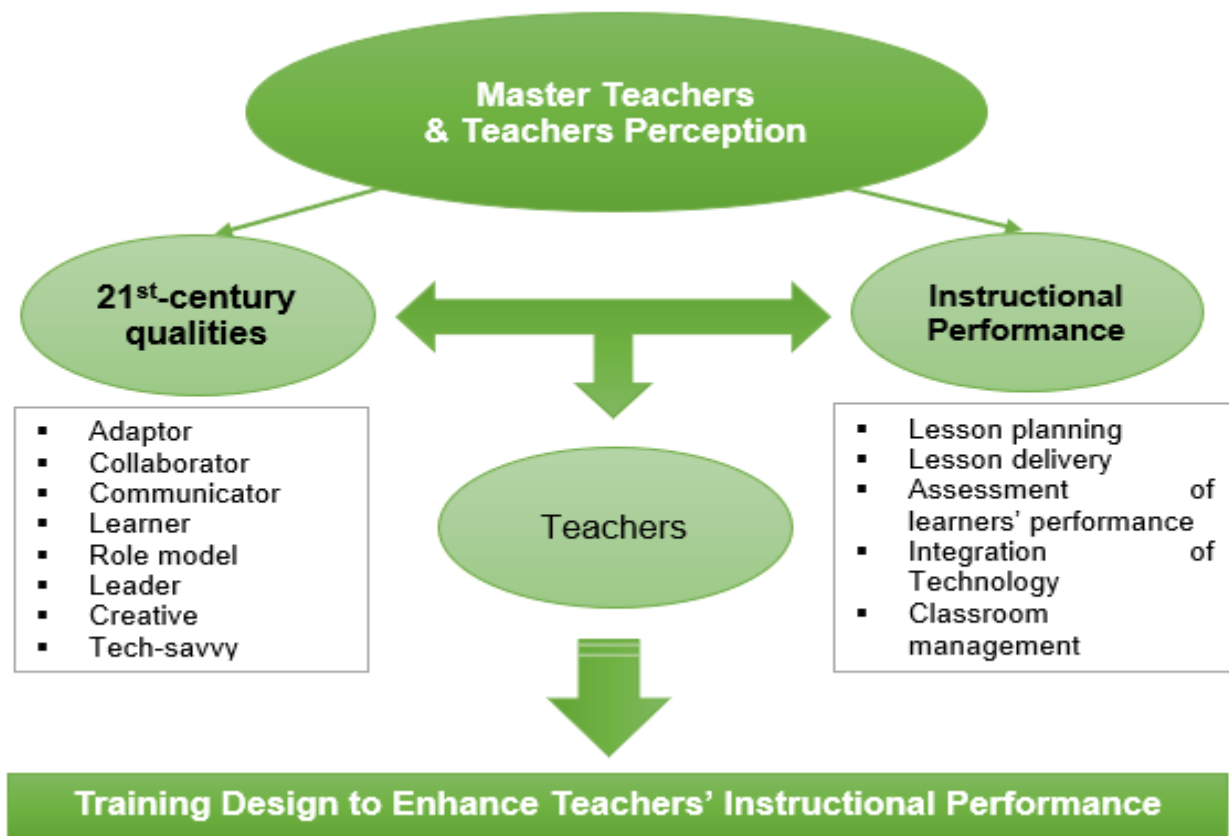 Master Teachers
& Teachers Perception
21st-century
qualities
Instructional
Performance
▪ Adaptor
▪ Collaborator
▪ Communicator
▪ Learner
▪ Role model
▪ Leader
▪ Creative
▪ Tech-savvy
Teachers
▪ Lesson planning
▪ Lesson delivery
▪ Assessment of
learners’ performance
▪ Integration of
Technology
▪ Classroom
management
Training Design to Enhance Teachers’ Instructional Performance